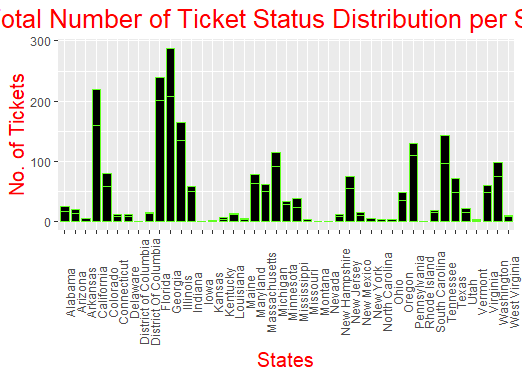 Total Number of Ticket Status Distribution per S
No. of Tickets
300
200
100
0
Alabama
Arizona
Arkansas
California
Colorado
Connecticut
Delaware
District of Columbia
District of Columbia
Florida
Georgia
Illinois
Indiana
Iowa
Kansas
Kentucky
Louisiana
Maine
Maryland
Massachusetts
Michigan
Minnesota
Mississippi
Missouri
Montana
Nevada
New Hampshire
New Jersey
New Mexico
New York
North Carolina
Ohio
Oregon
Pennsylvania
Rhode Island
South Carolina
Tennessee
Texas
Utah
Vermont
Virginia
Washington
West Virginia
States